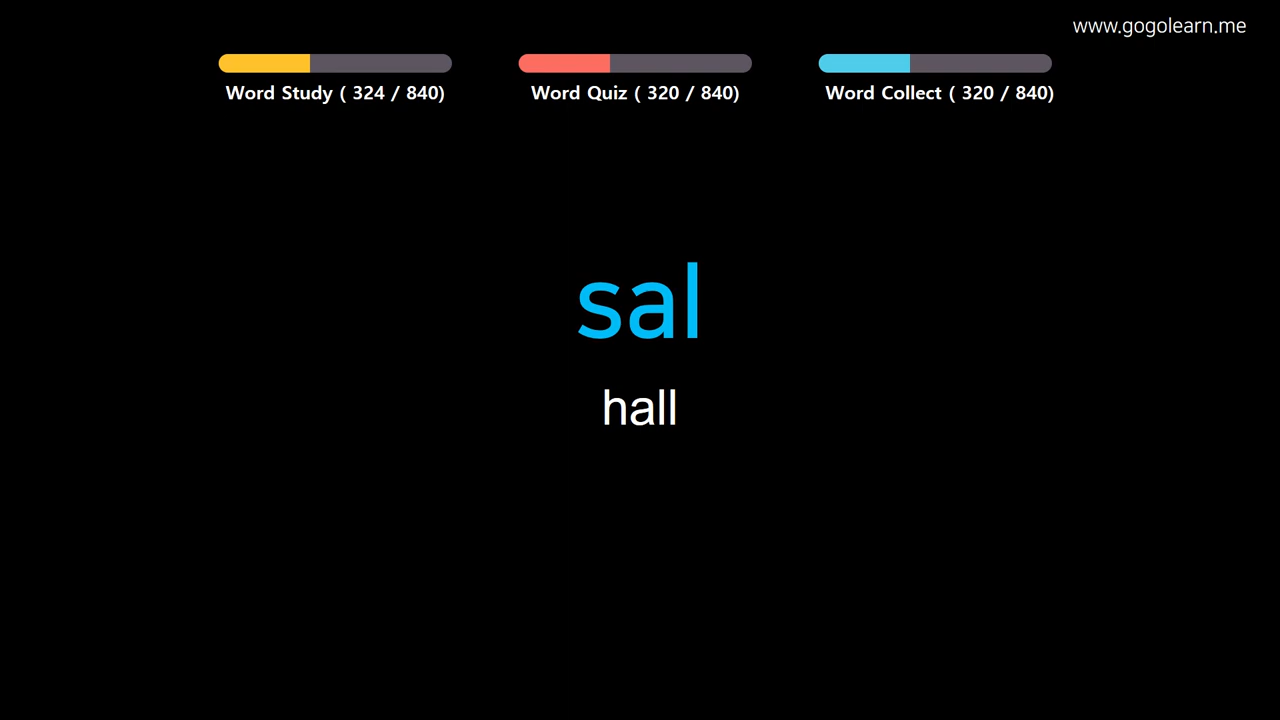 www.gogolearn.me
Word Study ( 324 / 840)
Word Quiz ( 320 / 840)
Word Collect ( 320 / 840)
sal
hall